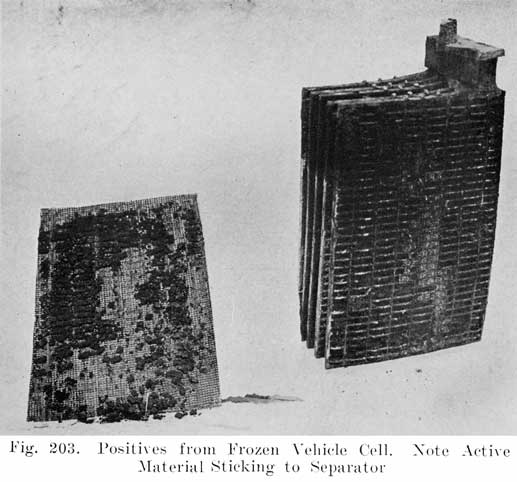 Fig. 203. Positives from Frozen Vehicle Cell. Note Active
Material Sticking to Separator